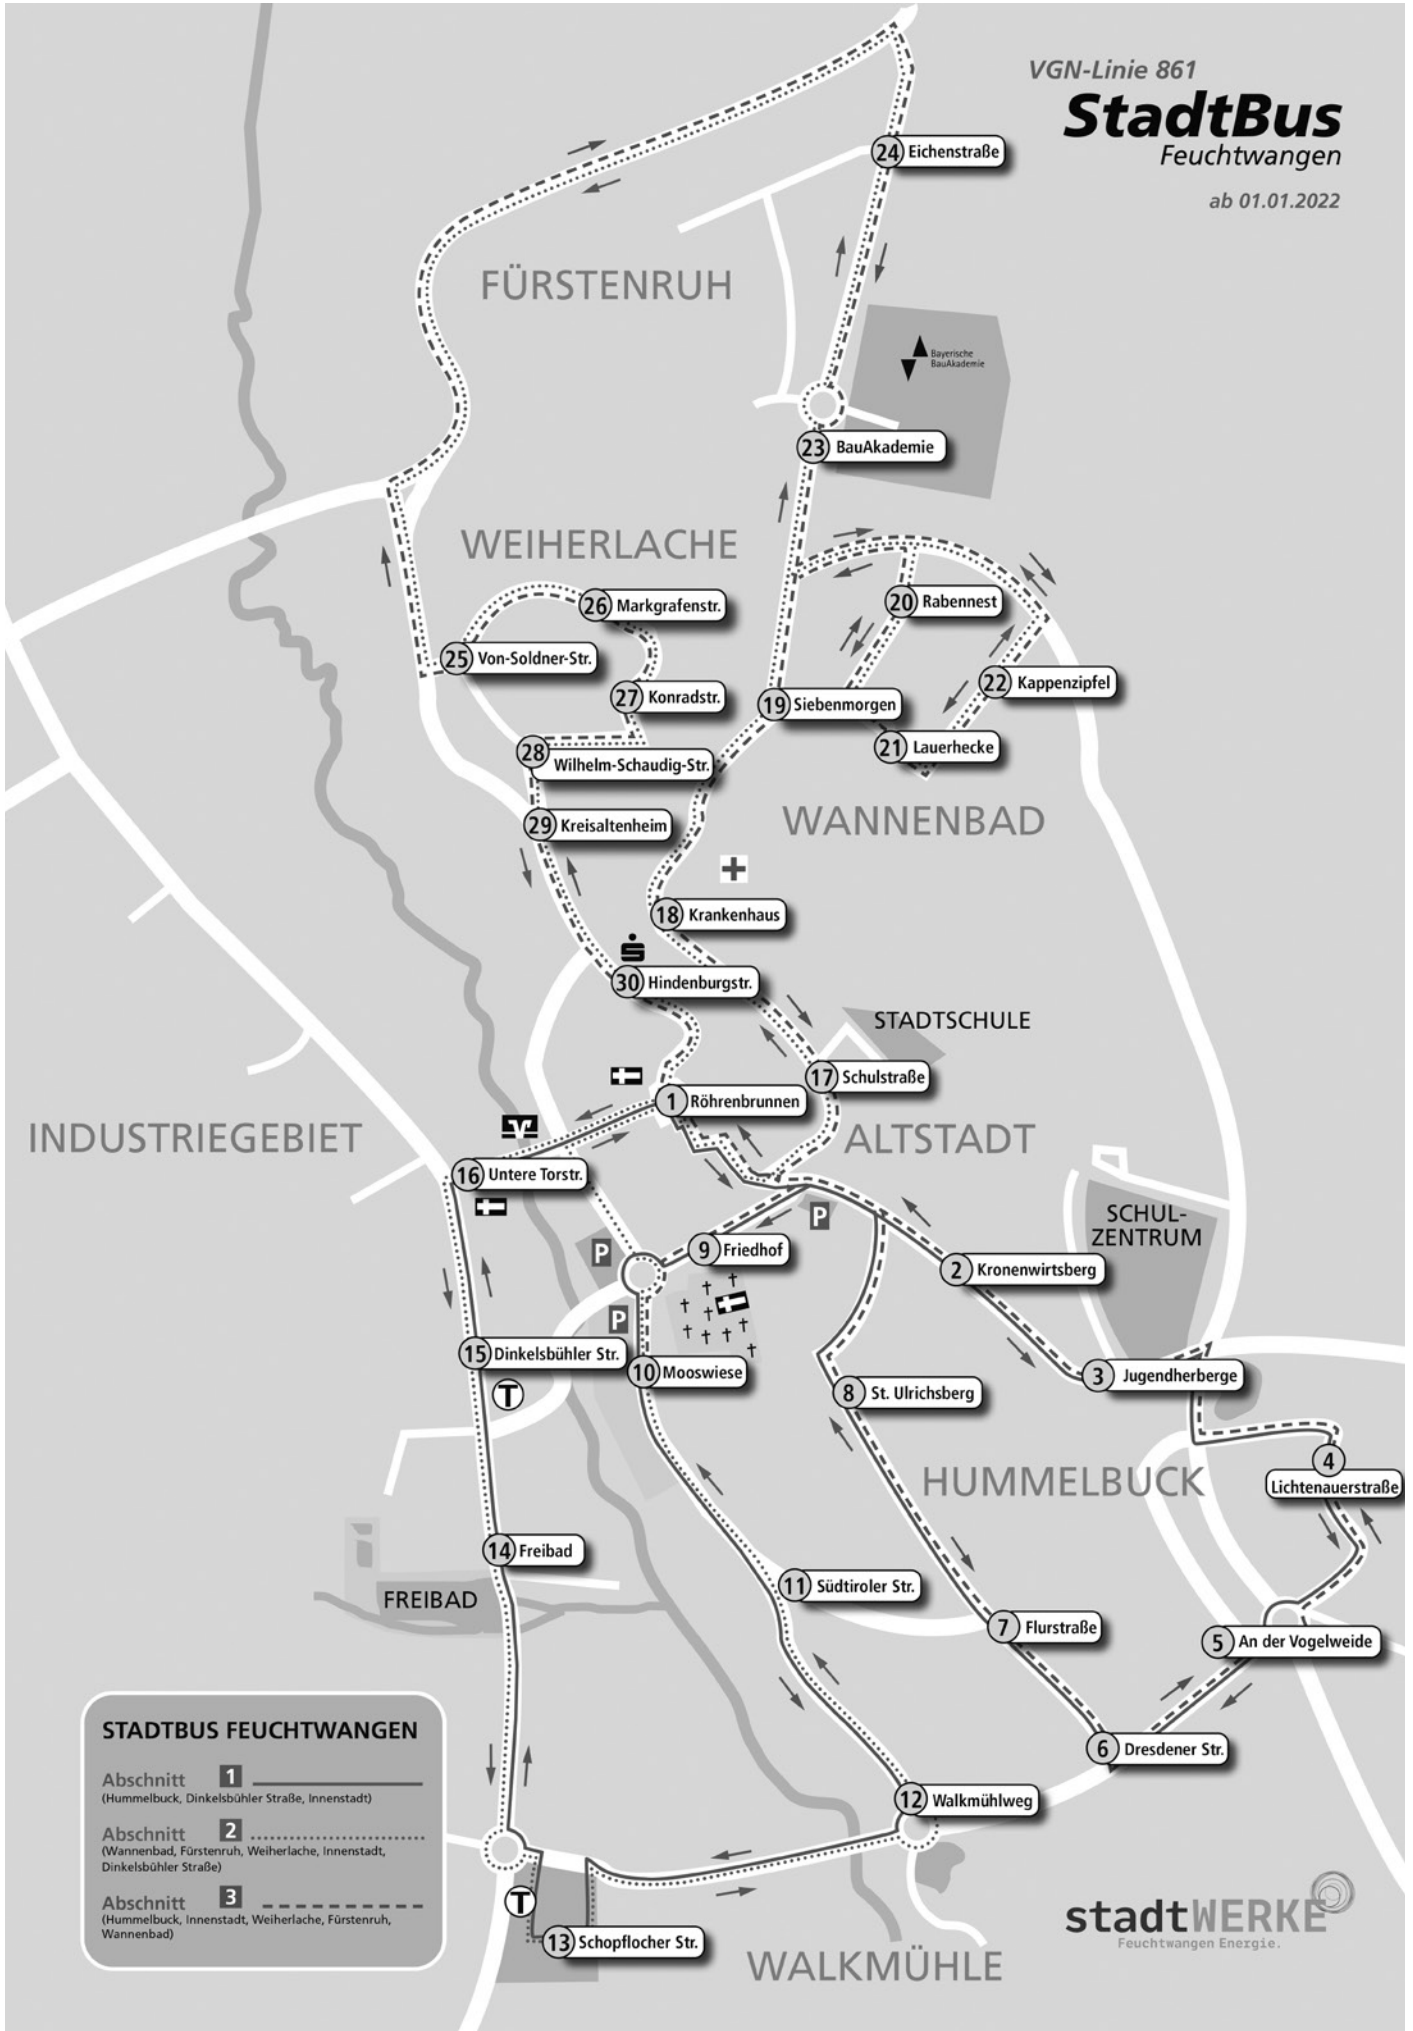 VGN-Linie 861
StadtBus
Feuchtwangen
ab 01.01.2022
24 Eichenstraße
FÜRSTENRUH
Bayerische
BauAkademie
23 BauAkademie
WEIHERLACHE
26 Markgrafenstr.
20 Rabennest
25 Von-Soldner-Str.
22 Kappenzipfel
27 Konradstr.
19 Siebenmorgen
21 Lauerhecke
28 Wilhelm-Schaudig-Str.
WANNENBAD
29 Kreisaltenheim
18 Krankenhaus
30 Hindenburgstr.
STADTSCHULE
17 Schulstraße
1 Röhrenbrunnen
INDUSTRIEGEBIET
ALTSTADT
16 Untere Torstr.
P
SCHUL-
ZENTRUM
9 Friedhof
P
2 Kronenwirtsberg
P
15 Dinkelsbühler Str.
10 Mooswiese
3 Jugendherberge
T
8 St. Ulrichsberg
4
Lichtenauerstraße
HUMMELBUCK
14 Freibad
FREIBAD
11 Südtiroler Str.
7 Flurstraße
5 An der Vogelweide
6 Dresdener Str.
12 Walkmühlweg
T
13 Schopflocher Str.
WALKMÜHLE
STADTBUS FEUCHTWANGEN
Abschnitt 1
(Hummelbuck, Dinkelsbühler Straße, Innenstadt)
Abschnitt 2
(Wannenbad, Fürstenruh, Weiherlache, Innenstadt,
Dinkelsbühler Straße)
Abschnitt 3
(Hummelbuck, Innenstadt, Weiherlache, Fürstenruh,
Wannenbad)
stadtWERKE
Feuchtwangen Energie.